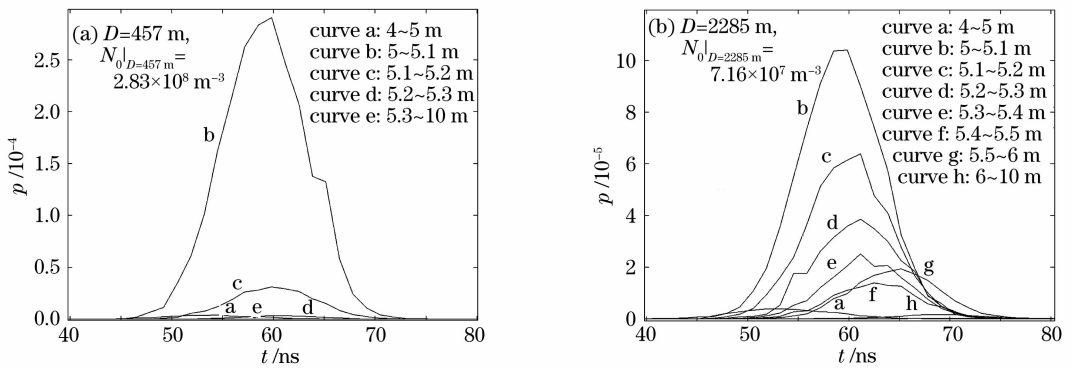 (a) D=457 m,
N₀|D=457 m=
2.83×10⁸ m⁻³
curve a: 4~5 m
curve b: 5~5.1 m
curve c: 5.1~5.2 m
curve d: 5.2~5.3 m
curve e: 5.3~10 m
b
c
a e d
p /10⁻⁴
2.5
2.0
1.5
1.0
0.5
0.0
40 50 60 70 80
t /ns
(b) D=2285 m,
N₀|D=2285 m=
7.16×10⁷ m⁻³
curve a: 4~5 m
curve b: 5~5.1 m
curve c: 5.1~5.2 m
curve d: 5.2~5.3 m
curve e: 5.3~5.4 m
curve f: 5.4~5.5 m
curve g: 5.5~6 m
curve h: 6~10 m
b
c
d
e
g
a f h
p /10⁻⁵
10
8
6
4
2
0
40 50 60 70 80
t /ns